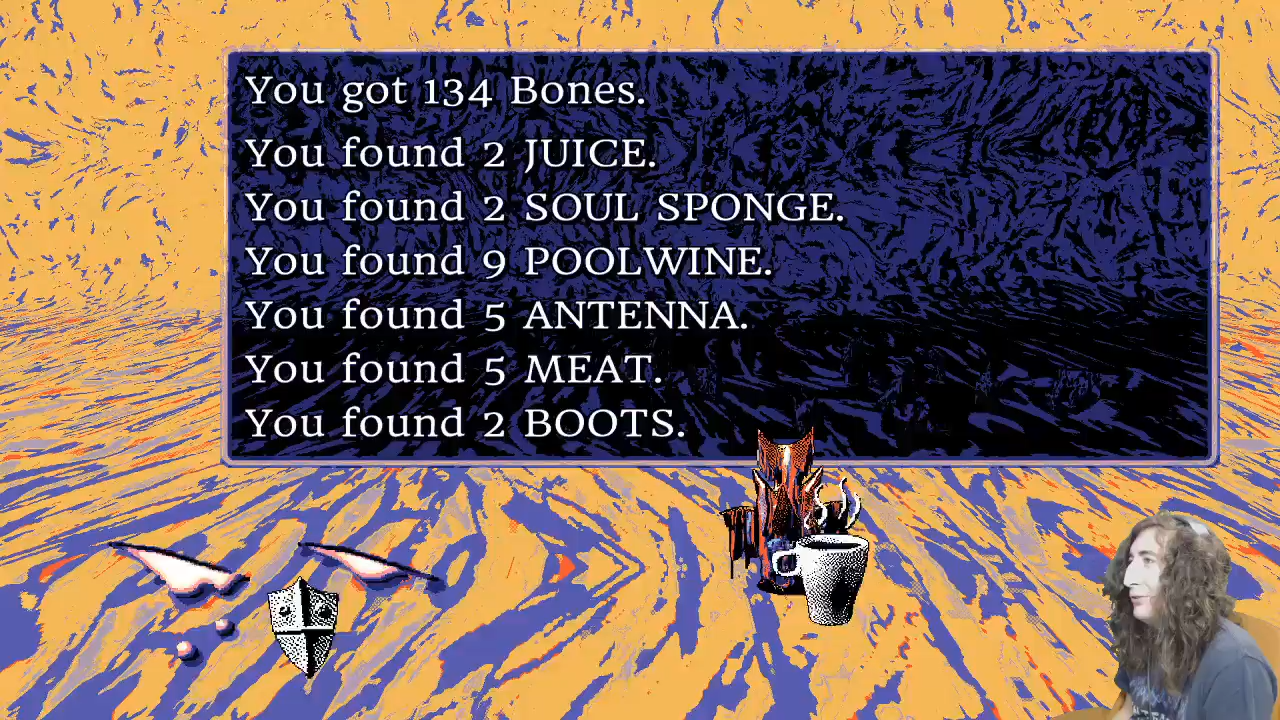 You got 134 Bones.
You found 2 JUICE.
You found 2 SOUL SPONGE.
You found 9 POOLWINE.
You found 5 ANTENNA.
You found 5 MEAT.
You found 2 BOOTS.